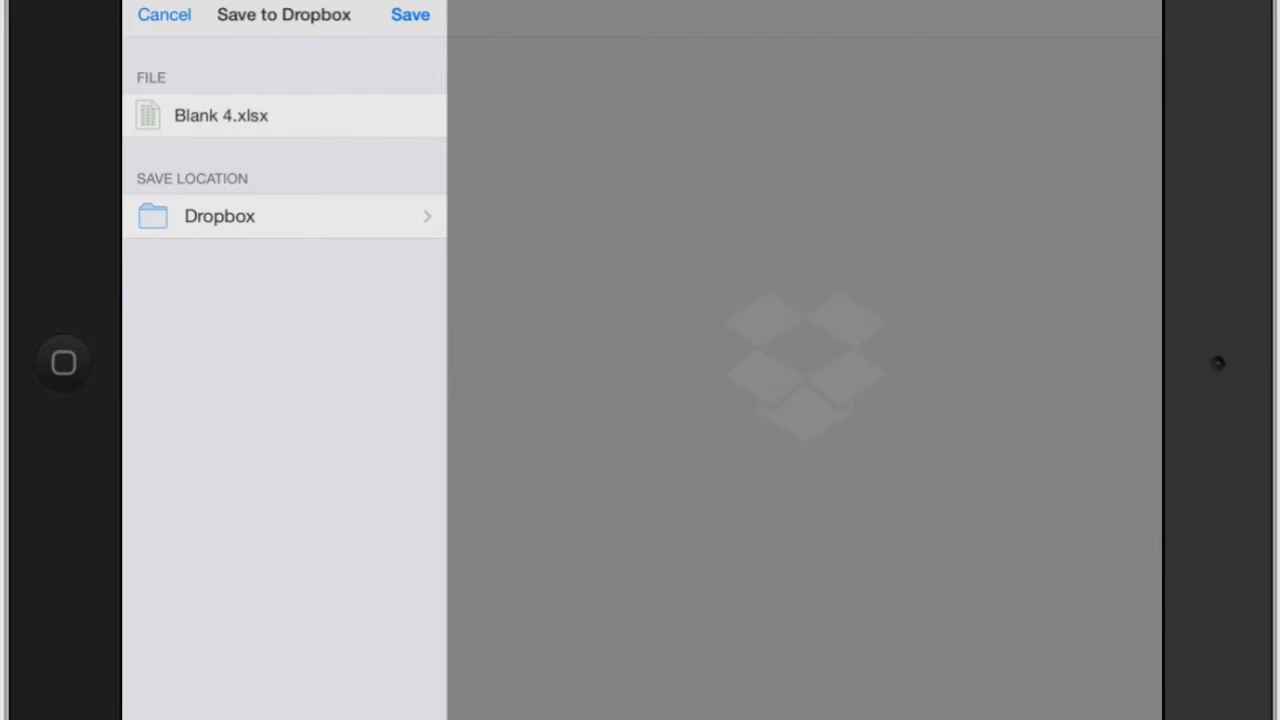 Cancel Save to Dropbox Save
FILE
Blank 4.xlsx
SAVE LOCATION
Dropbox